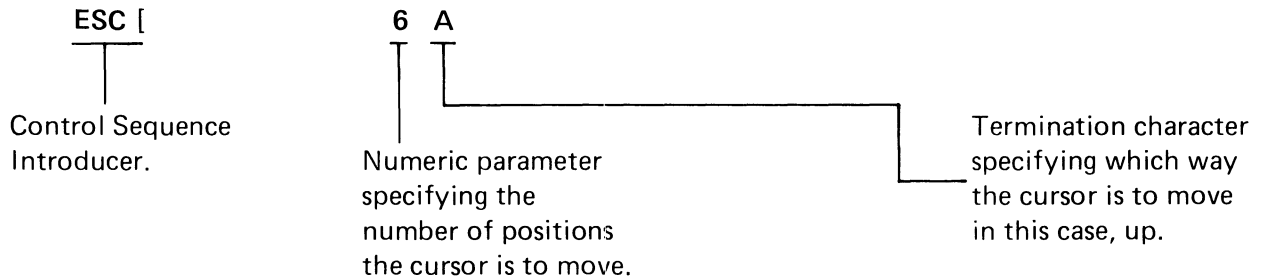 ESC [ 6 A
Control Sequence
Introducer.
Numeric parameter
specifying the
number of positions
the cursor is to move.
Termination character
specifying which way
the cursor is to move
in this case, up.